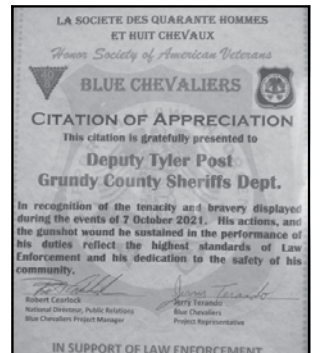 LA SOCIETE DES QUARANTE HOMMES
ET HUIT CHEVAUX
Honor Society of American Veterans
BLUE CHEVALIERS
CITATION OF APPRECIATION
This citation is gratefully presented to
Deputy Tyler Post
Grundy County Sheriffs Dept.
In recognition of the tenacity and bravery displayed
during the events of 7 October 2021. His actions, and
the gunshot wound he sustained in the performance of
his duties reflect the highest standards of Law
Enforcement and his dedication to the safety of his
community.
Jerry Terando
Robert Cearlock
National Directeur, Public Relations
Blue Chevaliers Project Manager
Jerry Terando
Blue Chevaliers
Project Representative
IN SUPPORT OF LAW ENFORCEMENT